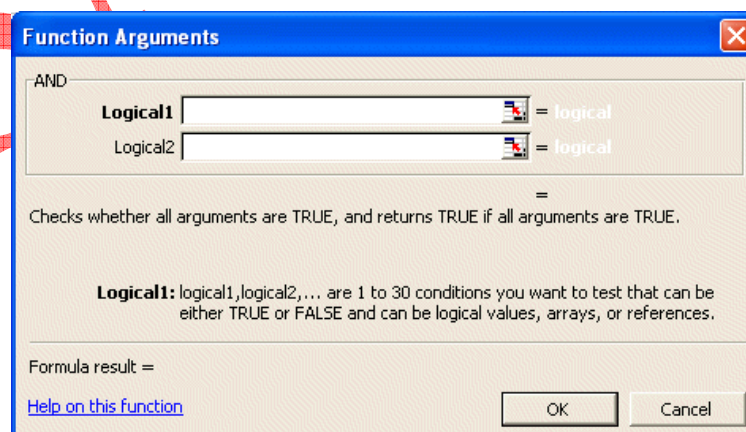 Function Arguments
AND
Logical1 = logical
Logical2 = logical
=
Checks whether all arguments are TRUE, and returns TRUE if all arguments are TRUE.
Logical1: logical1,logical2,... are 1 to 30 conditions you want to test that can be
either TRUE or FALSE and can be logical values, arrays, or references.
Formula result =
Help on this function
OK Cancel